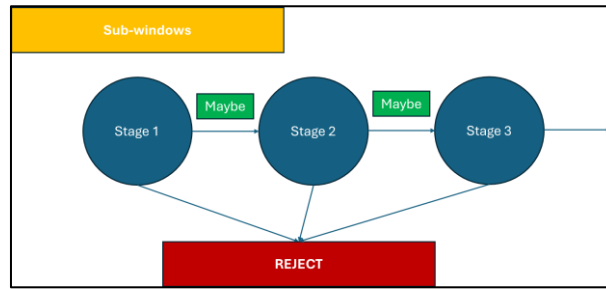 Sub-windows
Maybe
Maybe
Stage 1
Stage 2
Stage 3
REJECT